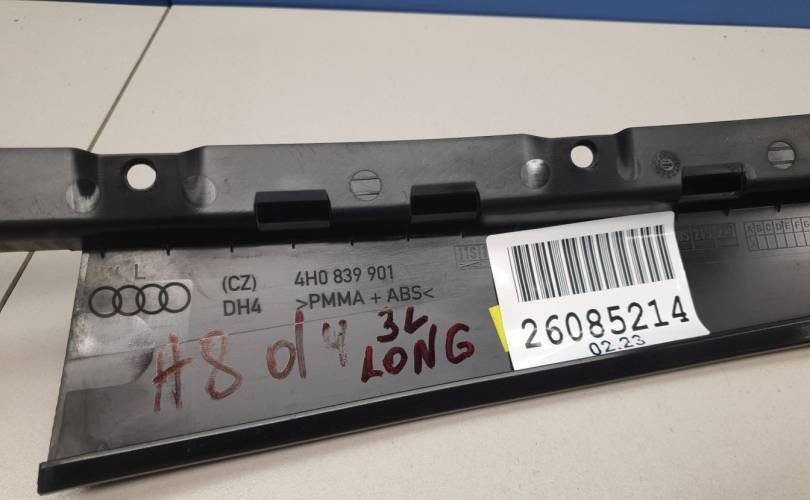 L
(CZ) 4H0 839 901
DH4 >PMMA + ABS<
A8 d4 3L
LONG
26085214
02.23